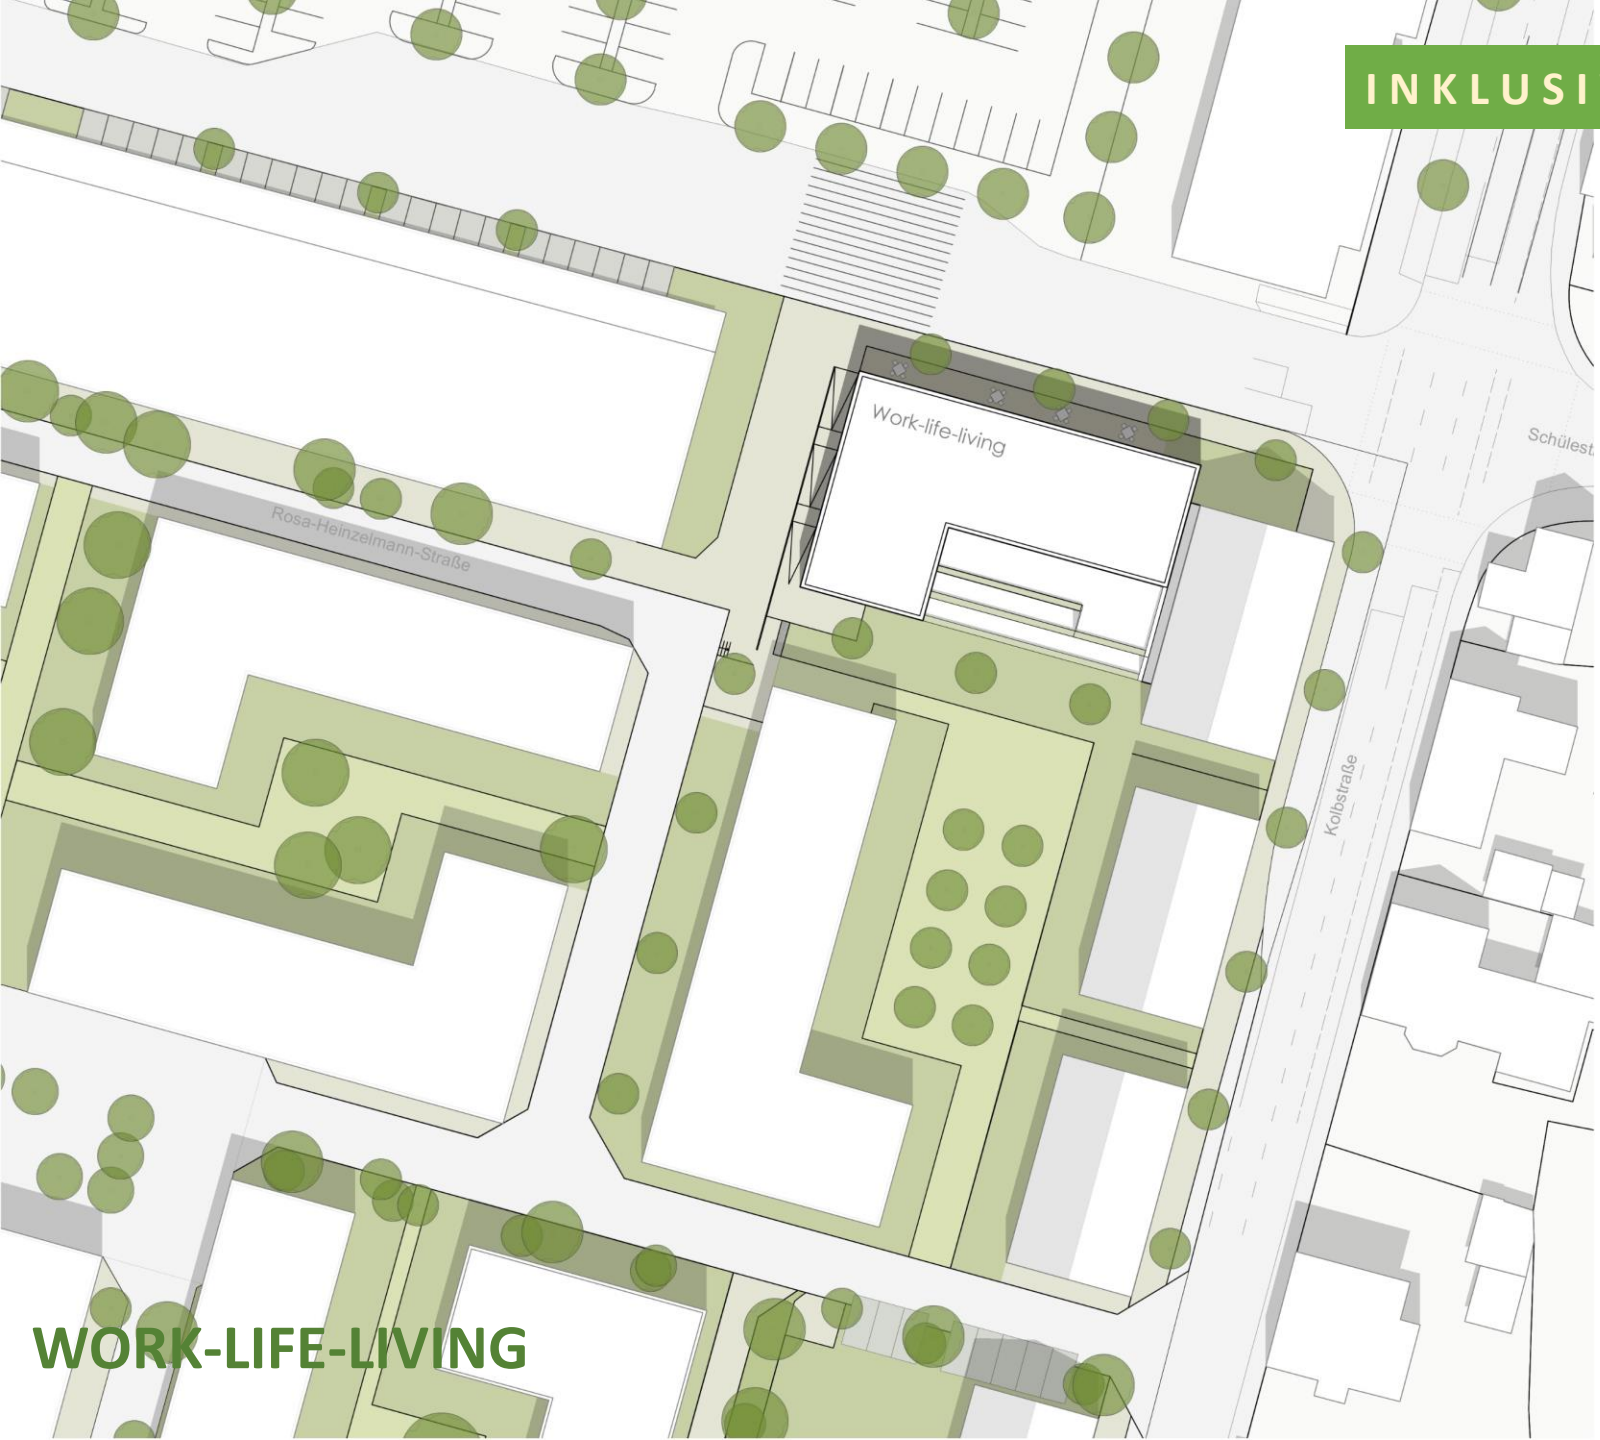 INKLUSI
Work-life-living
Schülest
Rosa-Heinzelmann-Straße
Kolbstraße
WORK-LIFE-LIVING